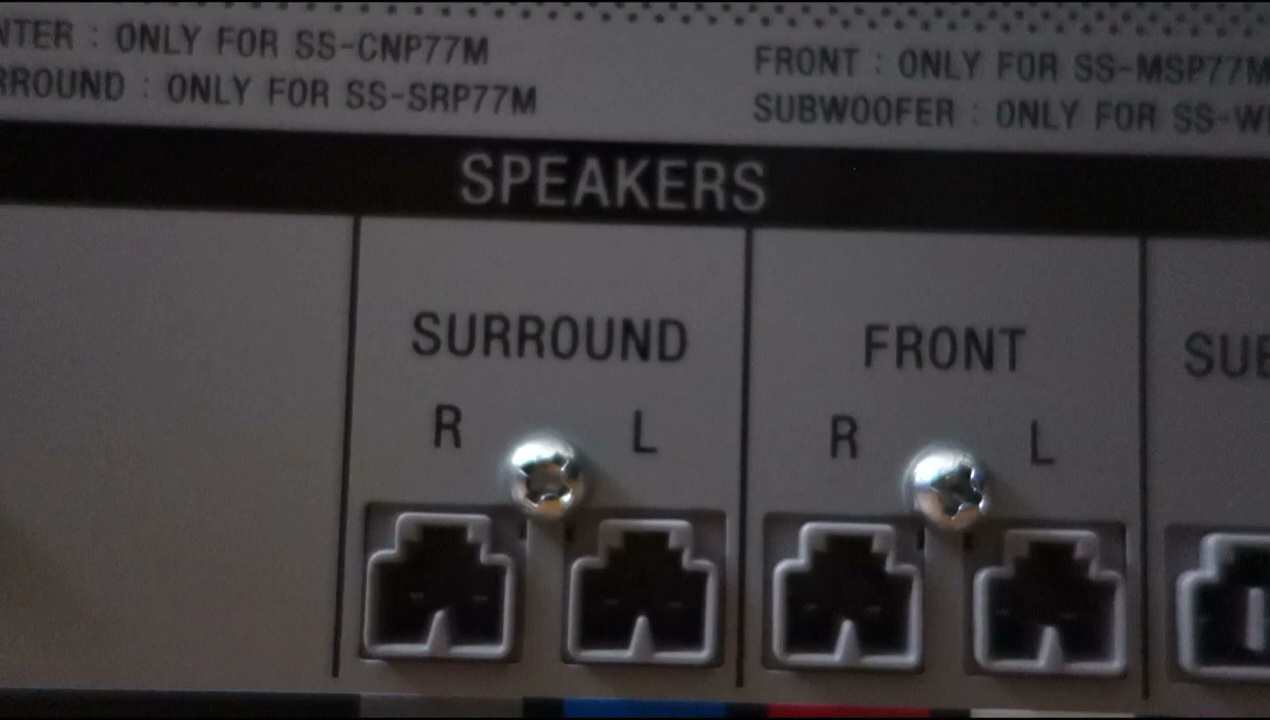 NTER : ONLY FOR SS-CNP77M
RROUND : ONLY FOR SS-SRP77M
FRONT : ONLY FOR SS-MSP77M
SUBWOOFER : ONLY FOR SS-W
SPEAKERS
SURROUND
R L
FRONT
R L
SUB